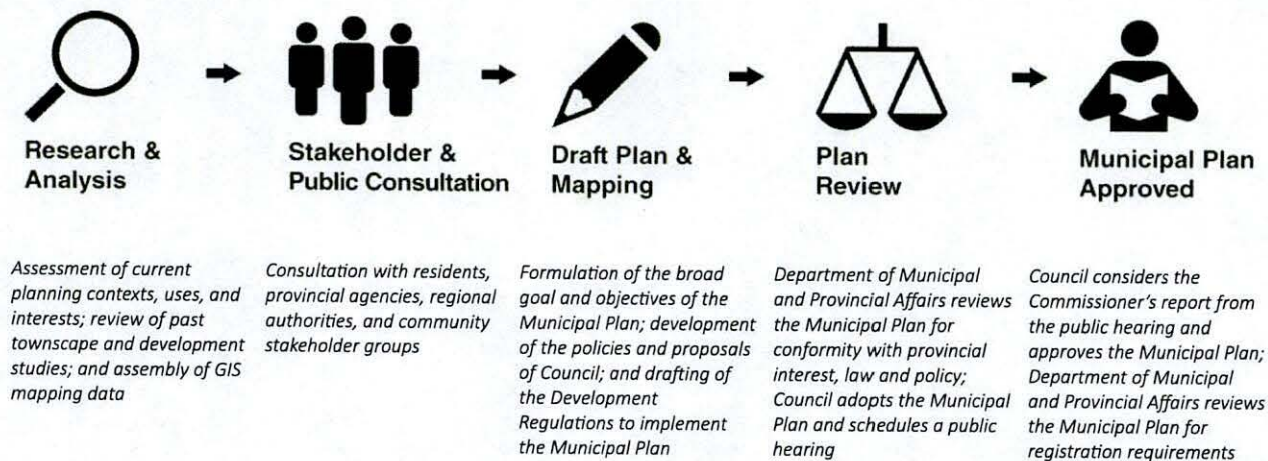 Research &
Analysis
Stakeholder &
Public Consultation
Draft Plan &
Mapping
Plan
Review
Municipal Plan
Approved
Assessment of current
planning contexts, uses, and
interests; review of past
townscape and development
studies; and assembly of GIS
mapping data
Consultation with residents,
provincial agencies, regional
authorities, and community
stakeholder groups
Formulation of the broad
goal and objectives of the
Municipal Plan; development
of the policies and proposals
of Council; and drafting of
the Development
Regulations to implement
the Municipal Plan
Department of Municipal
and Provincial Affairs reviews
the Municipal Plan for
conformity with provincial
interest, law and policy;
Council adopts the Municipal
Plan and schedules a public
hearing
Council considers the
Commissioner's report from
the public hearing and
approves the Municipal Plan;
Department of Municipal
and Provincial Affairs reviews
the Municipal Plan for
registration requirements